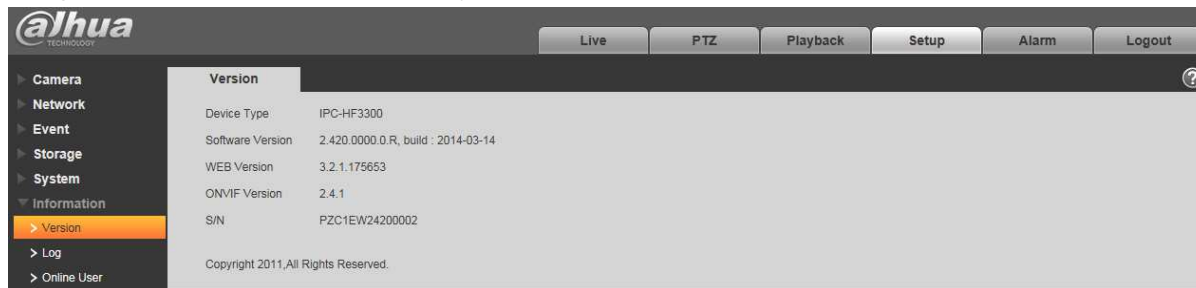 alhua
TECHNOLOGY
Live PTZ Playback Setup Alarm Logout
Camera
Network
Event
Storage
System
Information
> Version
> Log
> Online User
Version
?
Device Type IPC-HF3300
Software Version 2.420.0000.0.R, build : 2014-03-14
WEB Version 3.2.1.175653
ONVIF Version 2.4.1
S/N PZC1EW24200002
Copyright 2011,All Rights Reserved.